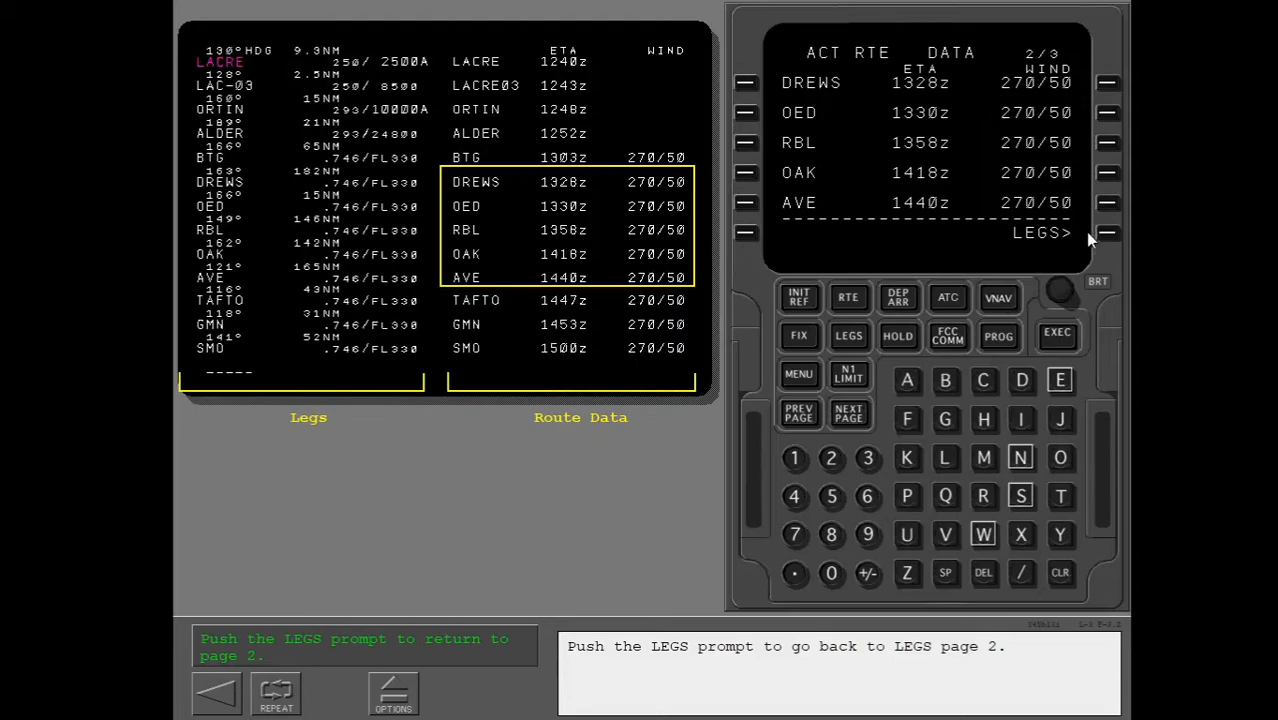 130°HDG 9.3NM
LACRE 250/ 2500A
128° 2.5NM
LAC-03 250/ 8500
160° 15NM
ORTIN 293/10000A
189° 21NM
ALDER 293/24800
166° 65NM
BTG .746/FL330
163° 182NM
DREWS .746/FL330
166° 15NM
OED .746/FL330
149° 146NM
RBL .746/FL330
162° 142NM
OAK .746/FL330
121° 165NM
AVE .746/FL330
116° 43NM
TAFTO .746/FL330
118° 31NM
GMN .746/FL330
141° 52NM
SMO .746/FL330
-----
Legs
ETA WIND
LACRE 1240z
LACRE03 1243z
ORTIN 1248z
ALDER 1252z
BTG 1303z 270/50
DREWS 1328z 270/50
OED 1330z 270/50
RBL 1358z 270/50
OAK 1418z 270/50
AVE 1440z 270/50
TAFTO 1447z 270/50
GMN 1453z 270/50
SMO 1500z 270/50
Route Data
ACT RTE DATA 2/3
ETA WIND
DREWS 1328z 270/50
OED 1330z 270/50
RBL 1358z 270/50
OAK 1418z 270/50
AVE 1440z 270/50
--------------------
LEGS>
BRT
INIT REF
RTE
DEP ARR
ATC
VNAV
FIX
LEGS
HOLD
FCC COMM
PROG
EXEC
MENU
N1 LIMIT
PREV PAGE
NEXT PAGE
A B C D E
F G H I J
1 2 3 K L M N O
4 5 6 P Q R S T
7 8 9 U V W X Y
. 0 +/- Z SP DEL / CLR
Push the LEGS prompt to return to
page 2.
Push the LEGS prompt to go back to LEGS page 2.
REPEAT
OPTIONS